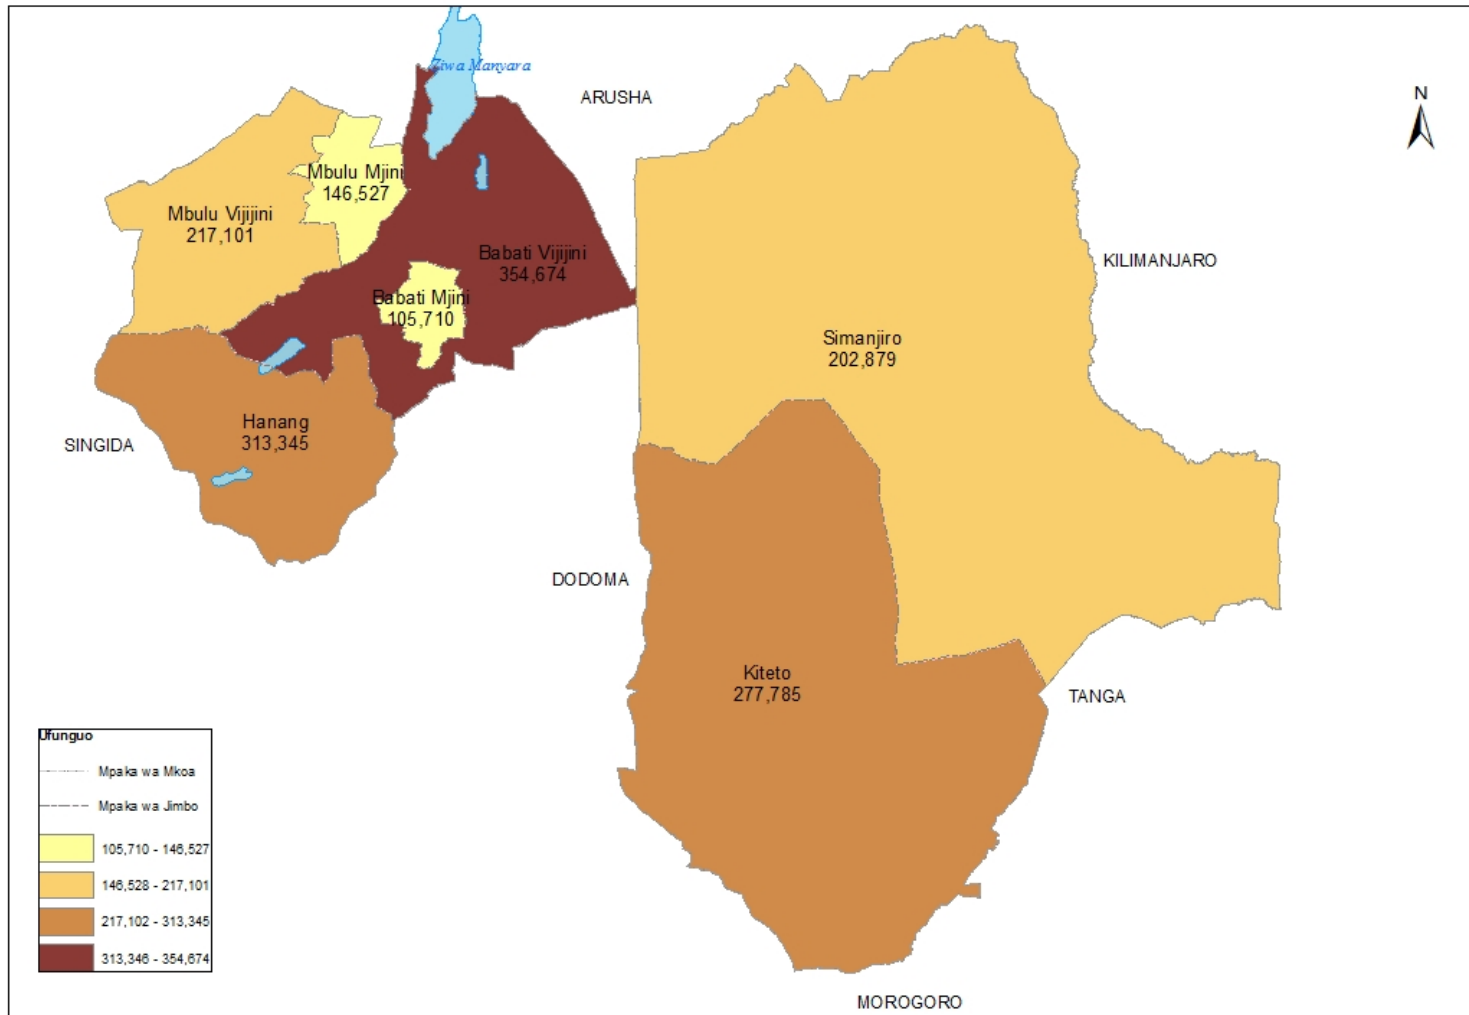 Ziwa Manyara
ARUSHA
N
Mbulu Mjini
146,527
Mbulu Vijijini
217,101
Babati Vijijini
354,674
KILIMANJARO
Babati Mjini
105,710
Simanjiro
202,879
Hanang
313,345
SINGIDA
DODOMA
Kiteto
277,785
TANGA
Ufunguo
Mpaka wa Mkoa
Mpaka wa Jimbo
105,710 - 146,527
146,528 - 217,101
217,102 - 313,345
313,346 - 354,674
MOROGORO